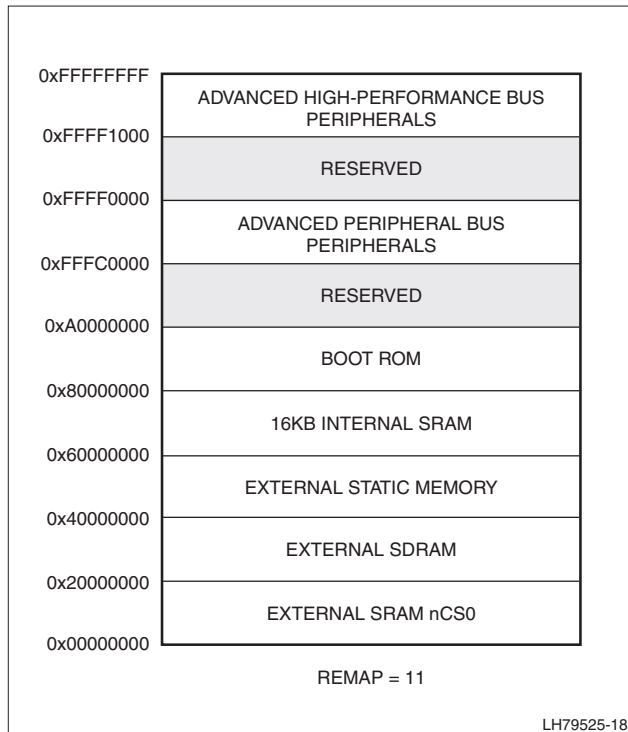 0xFFFFFFFF
ADVANCED HIGH-PERFORMANCE BUS
PERIPHERALS
0xFFFF1000
RESERVED
0xFFFF0000
ADVANCED PERIPHERAL BUS
PERIPHERALS
0xFFFC0000
RESERVED
0xA0000000
BOOT ROM
0x80000000
16KB INTERNAL SRAM
0x60000000
EXTERNAL STATIC MEMORY
0x40000000
EXTERNAL SDRAM
0x20000000
EXTERNAL SRAM nCS0
0x00000000
REMAP = 11
LH79525-18